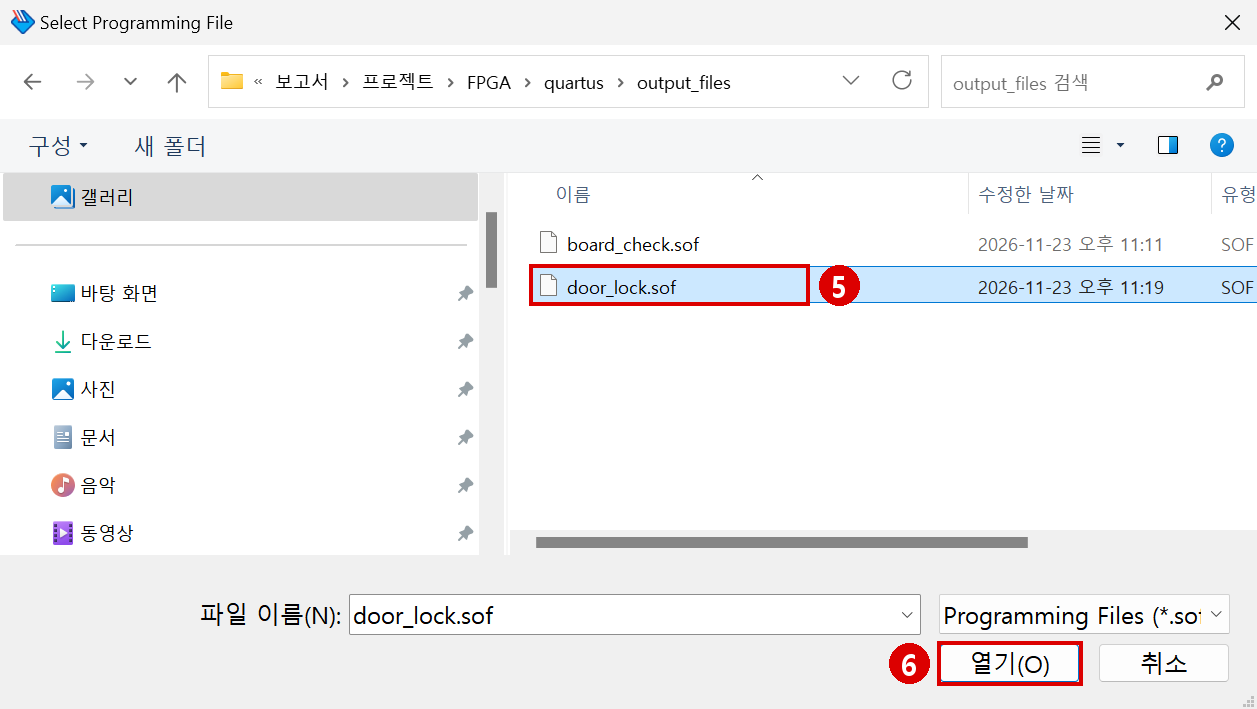 Select Programming File
« 보고서 › 프로젝트 › FPGA › quartus › output_files
output_files 검색
구성 새 폴더
?
갤러리
바탕 화면
다운로드
사진
문서
음악
동영상
이름 수정한 날짜 유형
board_check.sof 2026-11-23 오후 11:11 SOF
door_lock.sof 5 2026-11-23 오후 11:19 SOF
파일 이름(N): door_lock.sof Programming Files (*.sof
6 열기(O) 취소